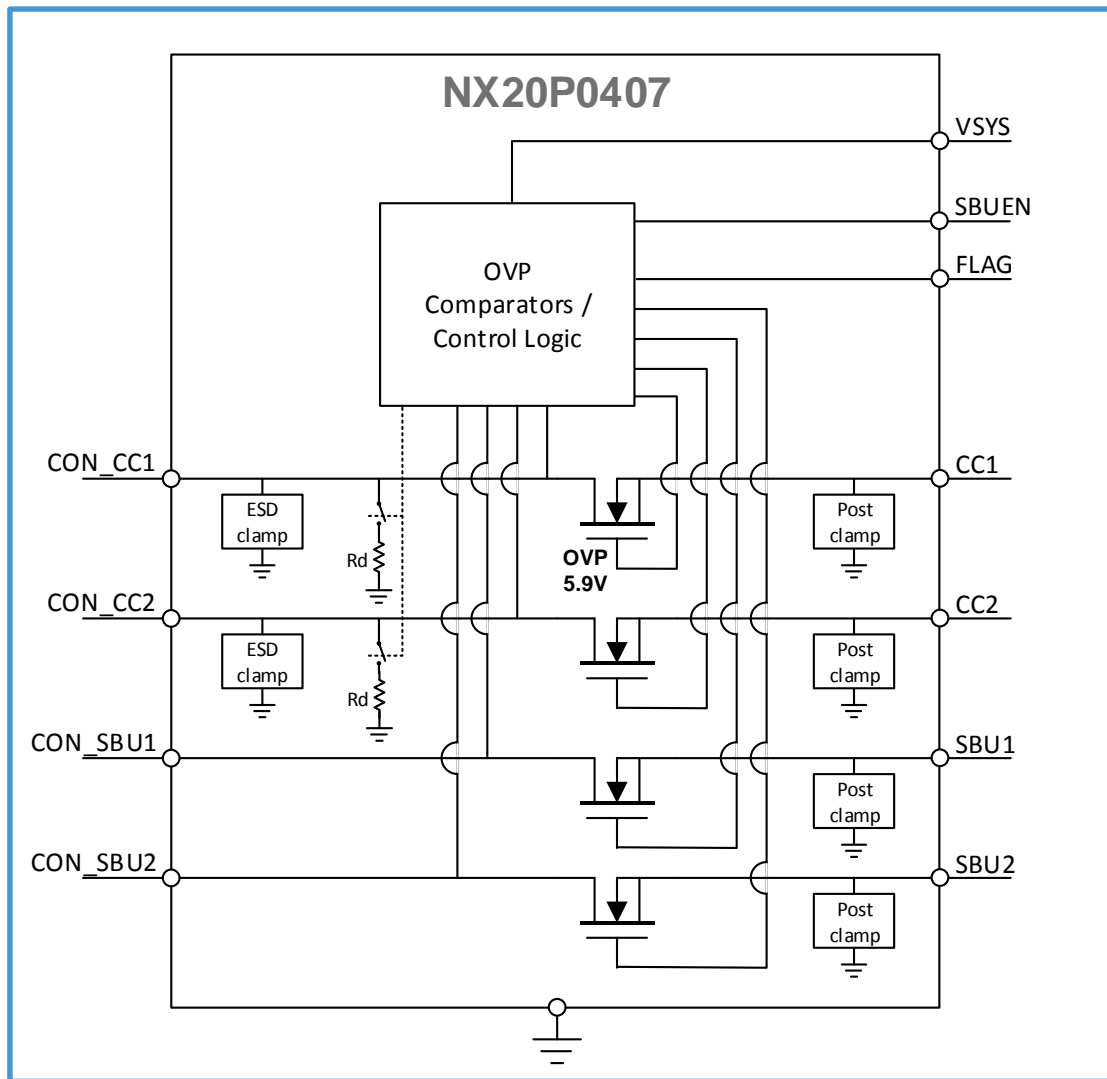 NX20P0407
VSYS
SBUEN
FLAG
OVP
Comparators /
Control Logic
CON_CC1
CC1
ESD
clamp
Rd
OVP
5.9V
Post
clamp
CON_CC2
CC2
ESD
clamp
Rd
Post
clamp
CON_SBU1
SBU1
Post
clamp
CON_SBU2
SBU2
Post
clamp